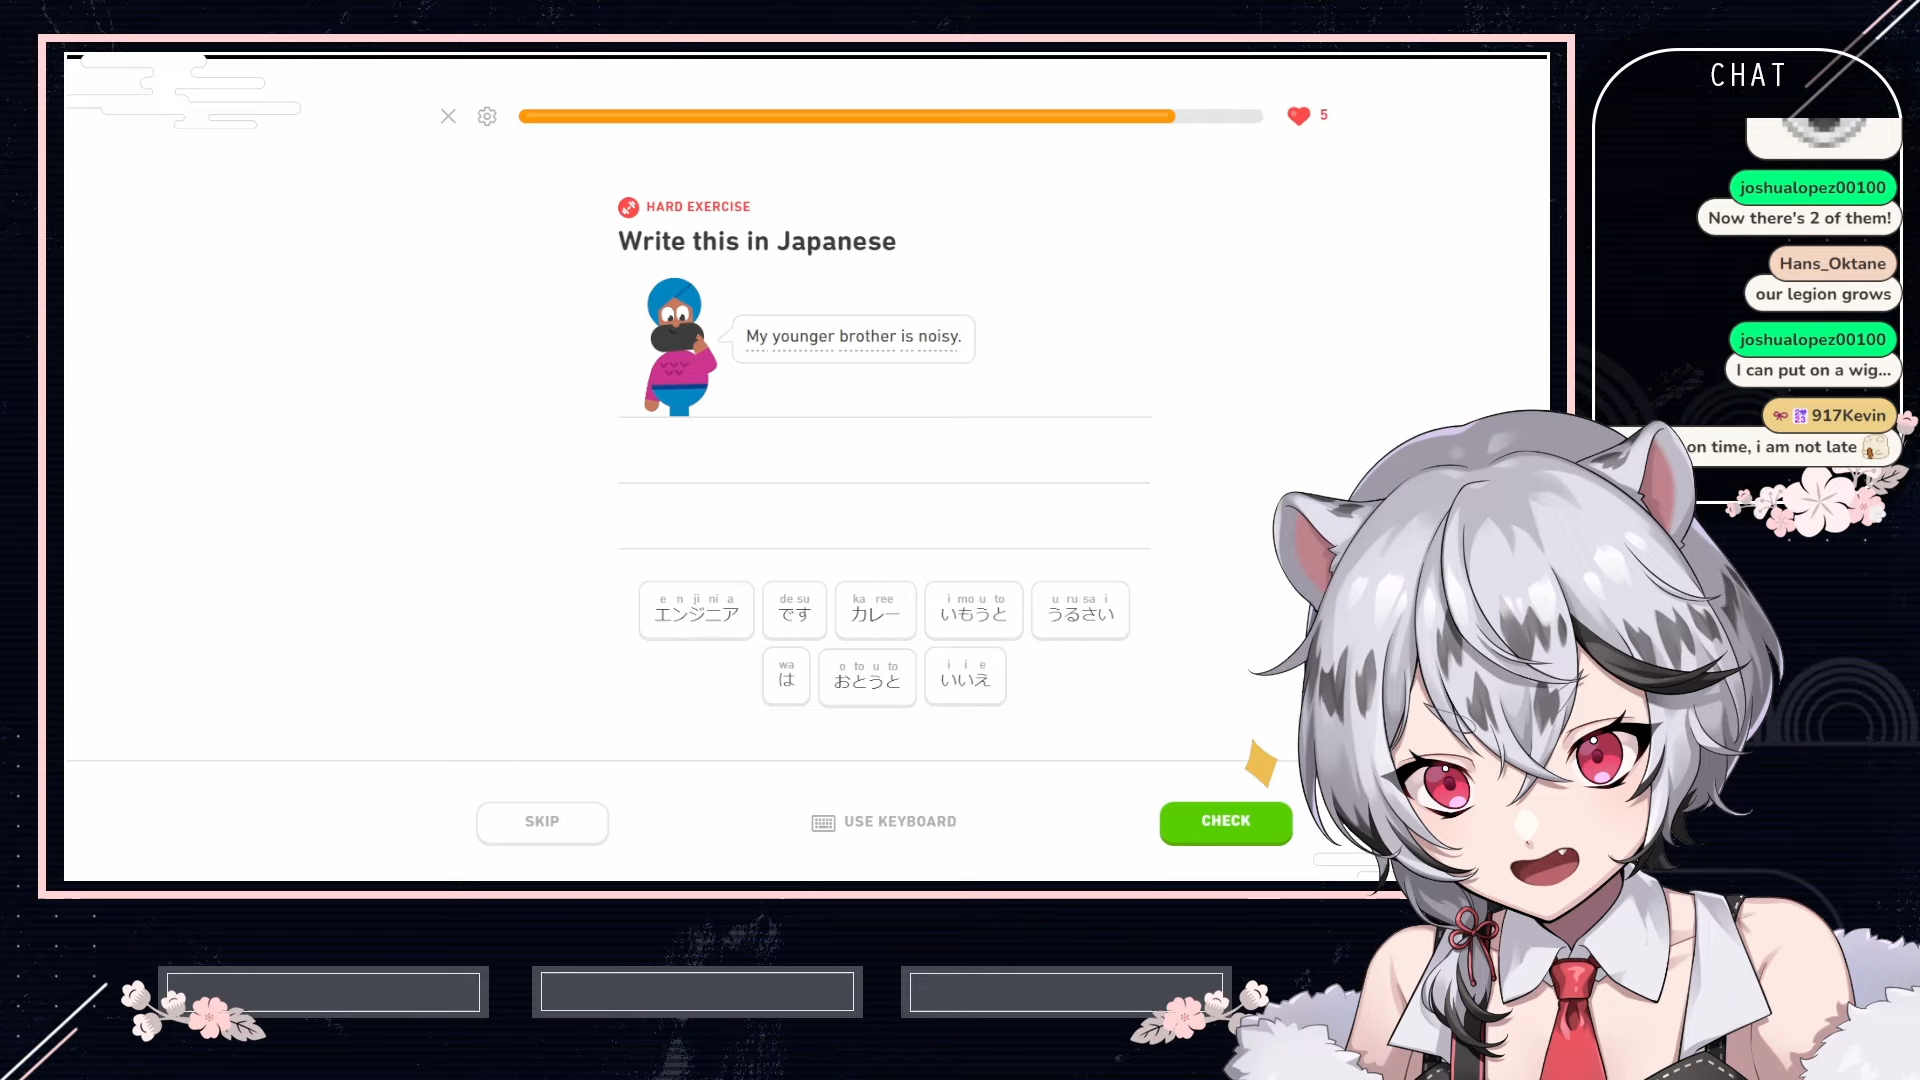 CHAT
joshualopez00100
Now there's 2 of them!
Hans_Oktane
our legion grows
joshualopez00100
I can put on a wig...
917Kevin
on time, i am not late
5
HARD EXERCISE
Write this in Japanese
My younger brother is noisy.
e n ji ni a de su ka ree i mo u to u ru sa i
エンジニア です カレー いもうと うるさい
wa o to u to i i e
は おとうと いいえ
SKIP USE KEYBOARD CHECK